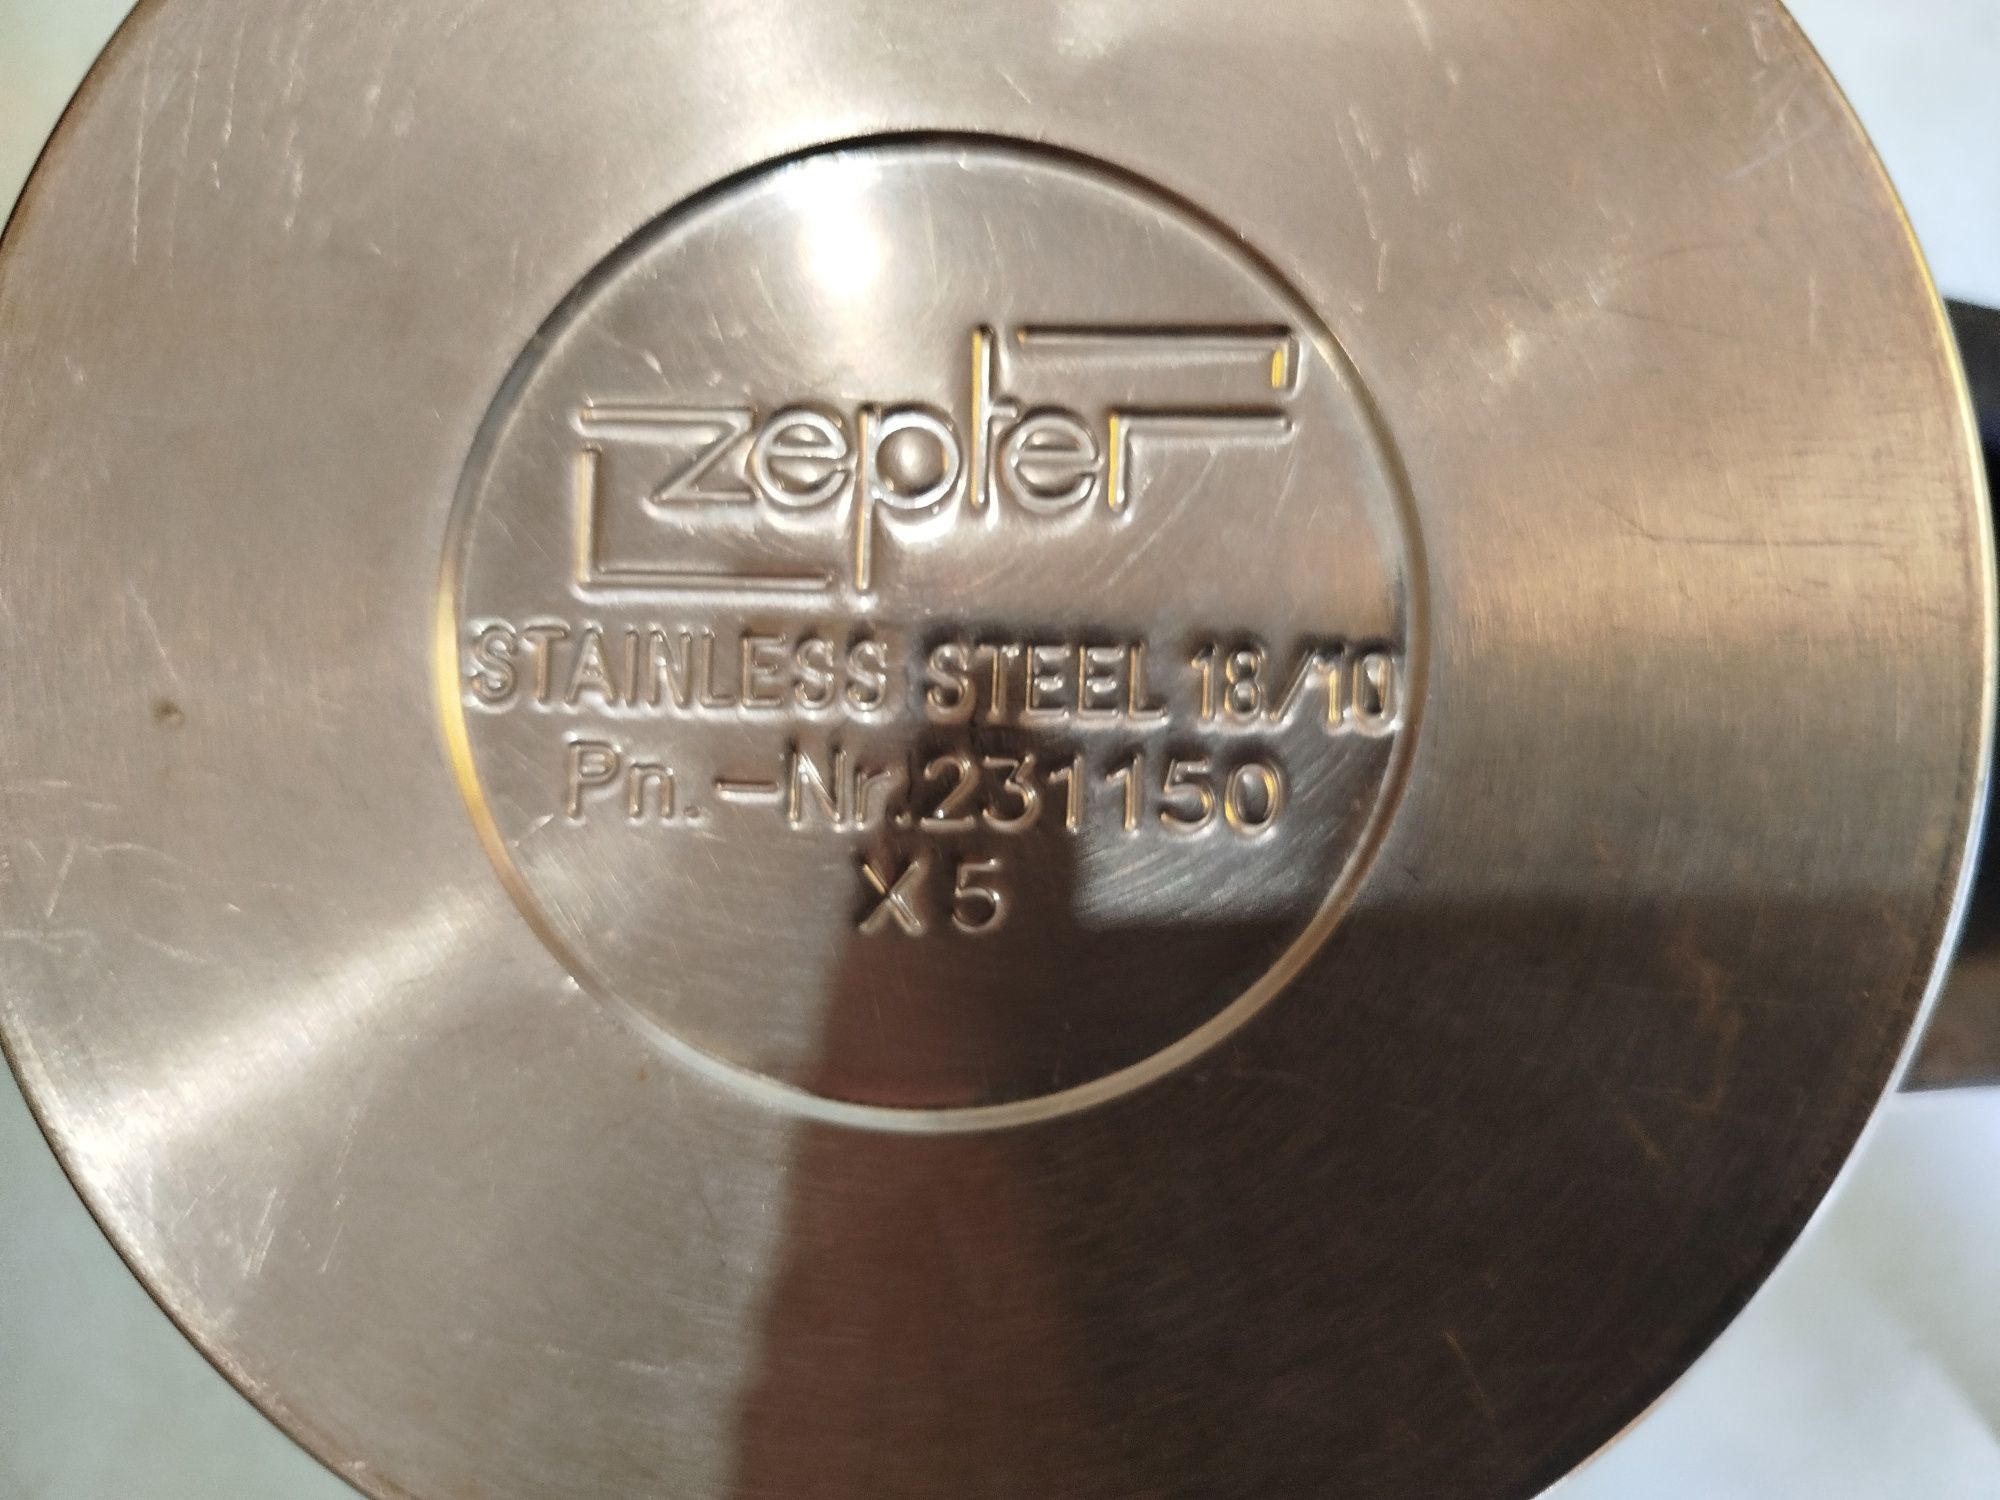 zepter
STAINLESS STEEL 18/10
Pn.-Nr.231150
X5